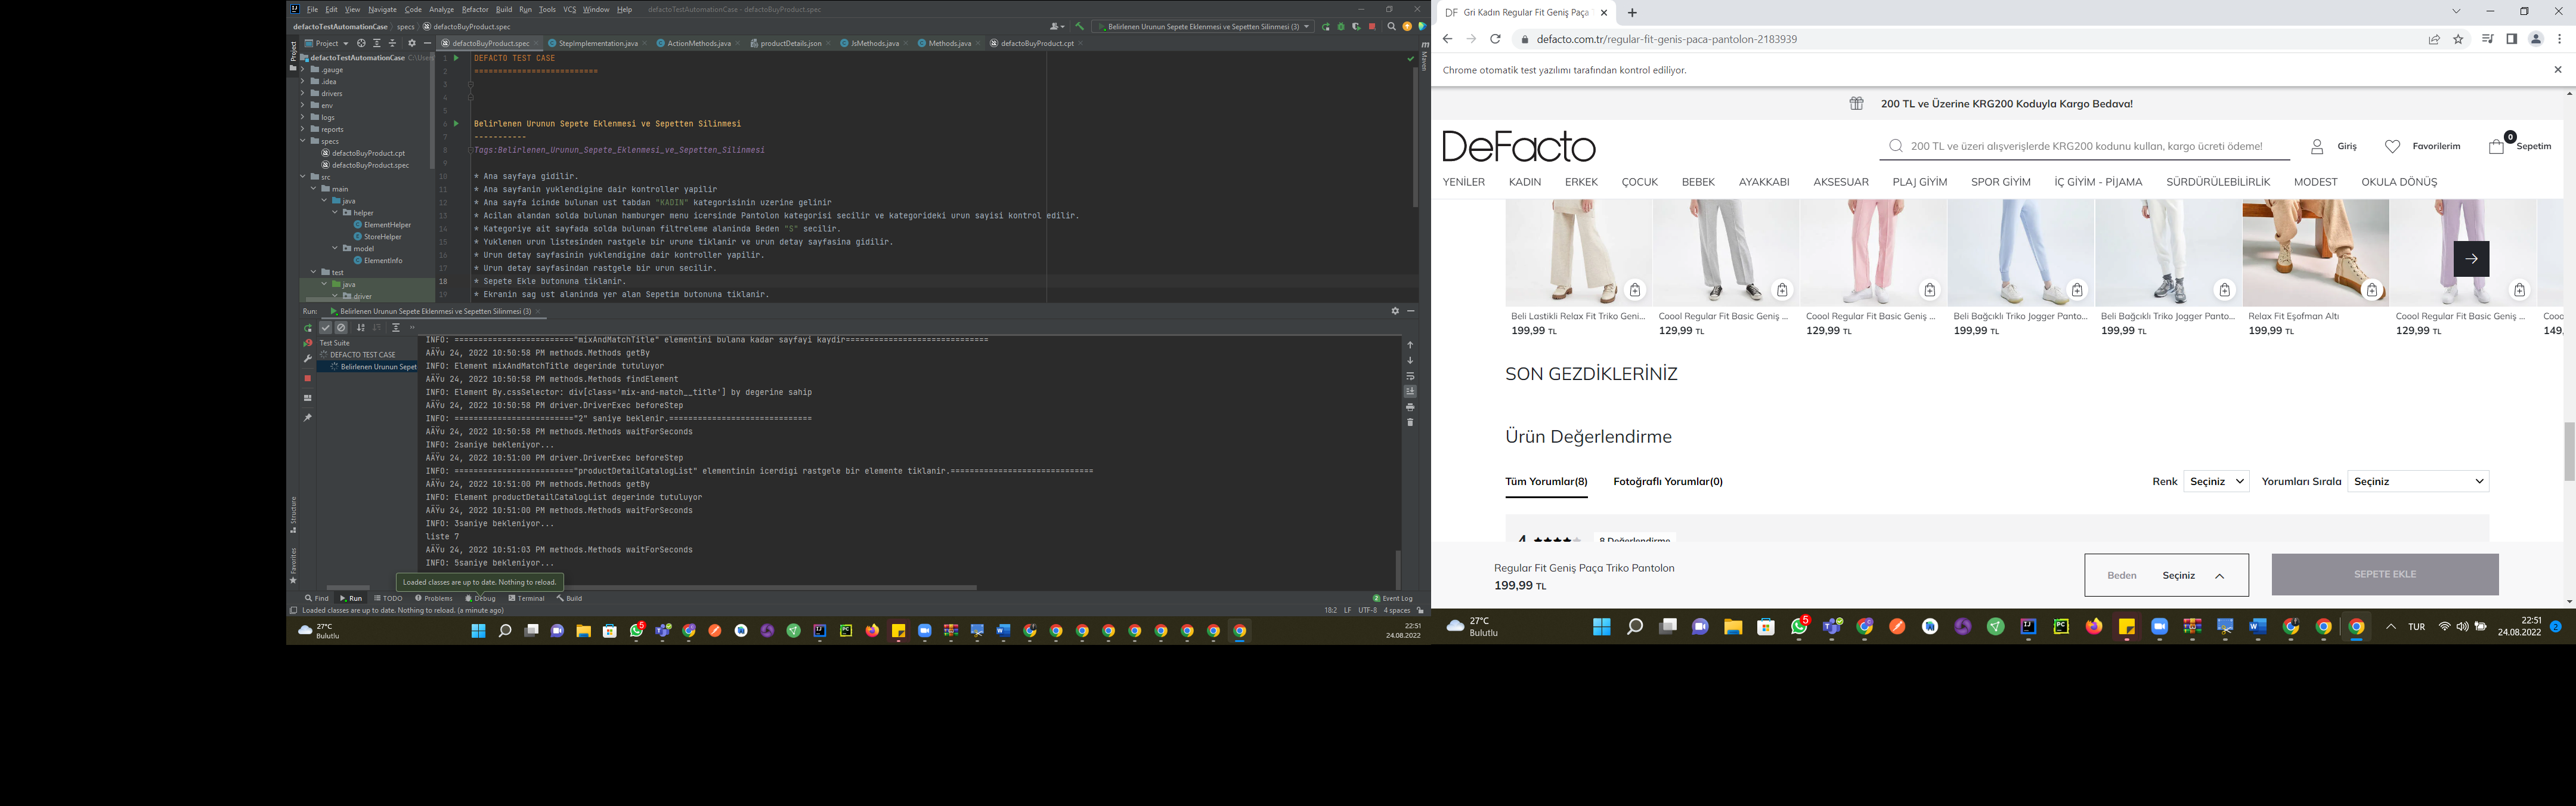 File Edit View Navigate Code Analyze Refactor Build Run Tools VCS Window Help defactoTestAutomationCase - defactoBuyProduct.spec
defactoTestAutomationCase specs defactoBuyProduct.spec
Belirlenen Urunun Sepete Eklenmesi ve Sepetten Silinmesi (3)
Project
defactoBuyProduct.spec StepImplementation.java ActionMethods.java productDetails.json JsMethods.java Methods.java defactoBuyProduct.cpt
defactoTestAutomationCase C:\Users
.gauge
.idea
drivers
env
logs
reports
specs
defactoBuyProduct.cpt
defactoBuyProduct.spec
src
main
java
helper
ElementHelper
StoreHelper
model
ElementInfo
test
java
driver
Project
Maven
1 DEFACTO TEST CASE
2 ==========================
3
4
5
6 Belirlenen Urunun Sepete Eklenmesi ve Sepetten Silinmesi
7 -----------
8 Tags:Belirlenen_Urunun_Sepete_Eklenmesi_ve_Sepetten_Silinmesi
9
10 * Ana sayfaya gidilir.
11 * Ana sayfanin yuklendigine dair kontroller yapilir
12 * Ana sayfa icinde bulunan ust tabdan "KADIN" kategorisinin uzerine gelinir
13 * Acilan alandan solda bulunan hamburger menu icersinde Pantolon kategorisi secilir ve kategorideki urun sayisi kontrol edilir.
14 * Kategoriye ait sayfada solda bulunan filtreleme alaninda Beden "S" secilir.
15 * Yuklenen urun listesinden rastgele bir urune tiklanir ve urun detay sayfasina gidilir.
16 * Urun detay sayfasinin yuklendigine dair kontroller yapilir.
17 * Urun detay sayfasindan rastgele bir urun secilir.
18 * Sepete Ekle butonuna tiklanir.
19 * Ekranin sag ust alaninda yer alan Sepetim butonuna tiklanir.
Run: Belirlenen Urunun Sepete Eklenmesi ve Sepetten Silinmesi (3)
Test Suite
DEFACTO TEST CASE
Belirlenen Urunun Sepet
INFO: ========================="mixAndMatchTitle" elementini bulana kadar sayfayi kaydir==============================
AÄŸu 24, 2022 10:50:58 PM methods.Methods getBy
INFO: Element mixAndMatchTitle degerinde tutuluyor
AÄŸu 24, 2022 10:50:58 PM methods.Methods findElement
INFO: Element By.cssSelector: div[class='mix-and-match__title'] by degerine sahip
AÄŸu 24, 2022 10:50:58 PM driver.DriverExec beforeStep
INFO: ========================="2" saniye beklenir.==============================
AÄŸu 24, 2022 10:50:58 PM methods.Methods waitForSeconds
INFO: 2saniye bekleniyor...
AÄŸu 24, 2022 10:51:00 PM driver.DriverExec beforeStep
INFO: ========================="productDetailCatalogList" elementinin icerdigi rastgele bir elemente tiklanir.==============================
AÄŸu 24, 2022 10:51:00 PM methods.Methods getBy
INFO: Element productDetailCatalogList degerinde tutuluyor
AÄŸu 24, 2022 10:51:00 PM methods.Methods waitForSeconds
INFO: 3saniye bekleniyor...
liste 7
AÄŸu 24, 2022 10:51:03 PM methods.Methods waitForSeconds
INFO: 5saniye bekleniyor...
Structure
Favorites
Loaded classes are up to date. Nothing to reload.
Find Run TODO Problems Debug Terminal Build 2 Event Log
Loaded classes are up to date. Nothing to reload. (a minute ago) 18:2 LF UTF-8 4 spaces
27°C
Bulutlu
5
22:51
24.08.2022
DF Gri Kadın Regular Fit Geniş Paça
defacto.com.tr/regular-fit-genis-paca-pantolon-2183939
Chrome otomatik test yazılımı tarafından kontrol ediliyor.
200 TL ve Üzerine KRG200 Koduyla Kargo Bedava!
DeFacto
200 TL ve üzeri alışverişlerde KRG200 kodunu kullan, kargo ücreti ödeme!
Giriş Favorilerim 0 Sepetim
YENİLER KADIN ERKEK ÇOCUK BEBEK AYAKKABI AKSESUAR PLAJ GİYİM SPOR GİYİM İÇ GİYİM - PİJAMA SÜRDÜRÜLEBİLİRLİK MODEST OKULA DÖNÜŞ
Beli Lastikli Relax Fit Triko Geni... Coool Regular Fit Basic Geniş ... Coool Regular Fit Basic Geniş ... Beli Bağcıklı Triko Jogger Panto... Beli Bağcıklı Triko Jogger Panto... Relax Fit Eşofman Altı Coool Regular Fit Basic Geniş ... Coo
199,99 TL 129,99 TL 129,99 TL 199,99 TL 199,99 TL 199,99 TL 129,99 TL 149,
SON GEZDİKLERİNİZ
Ürün Değerlendirme
Tüm Yorumlar(8) Fotoğraflı Yorumlar(0) Renk Seçiniz Yorumları Sırala Seçiniz
4 8 Değerlendirme
Regular Fit Geniş Paça Triko Pantolon
199,99 TL
Beden Seçiniz SEPETE EKLE
27°C
Bulutlu
5
TUR
22:51
24.08.2022
2